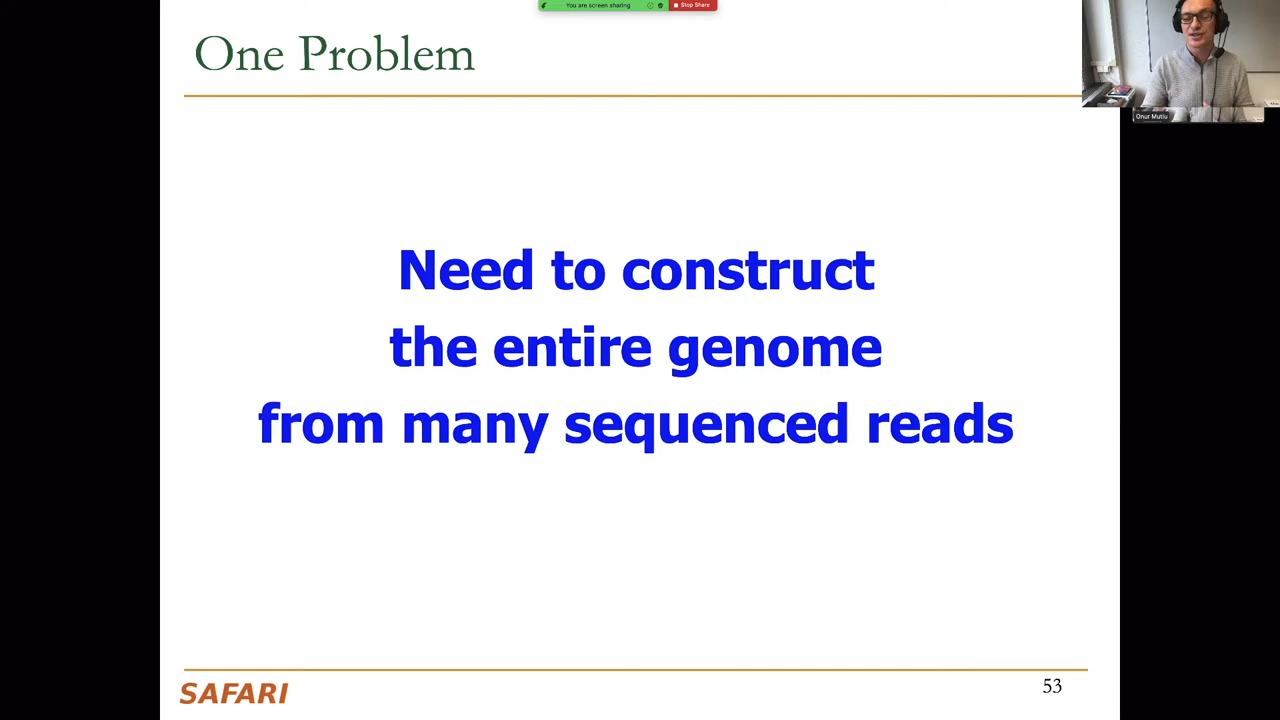 You are screen sharing
Stop Share
One Problem
Onur Mutlu
Need to construct
the entire genome
from many sequenced reads
SAFARI
53